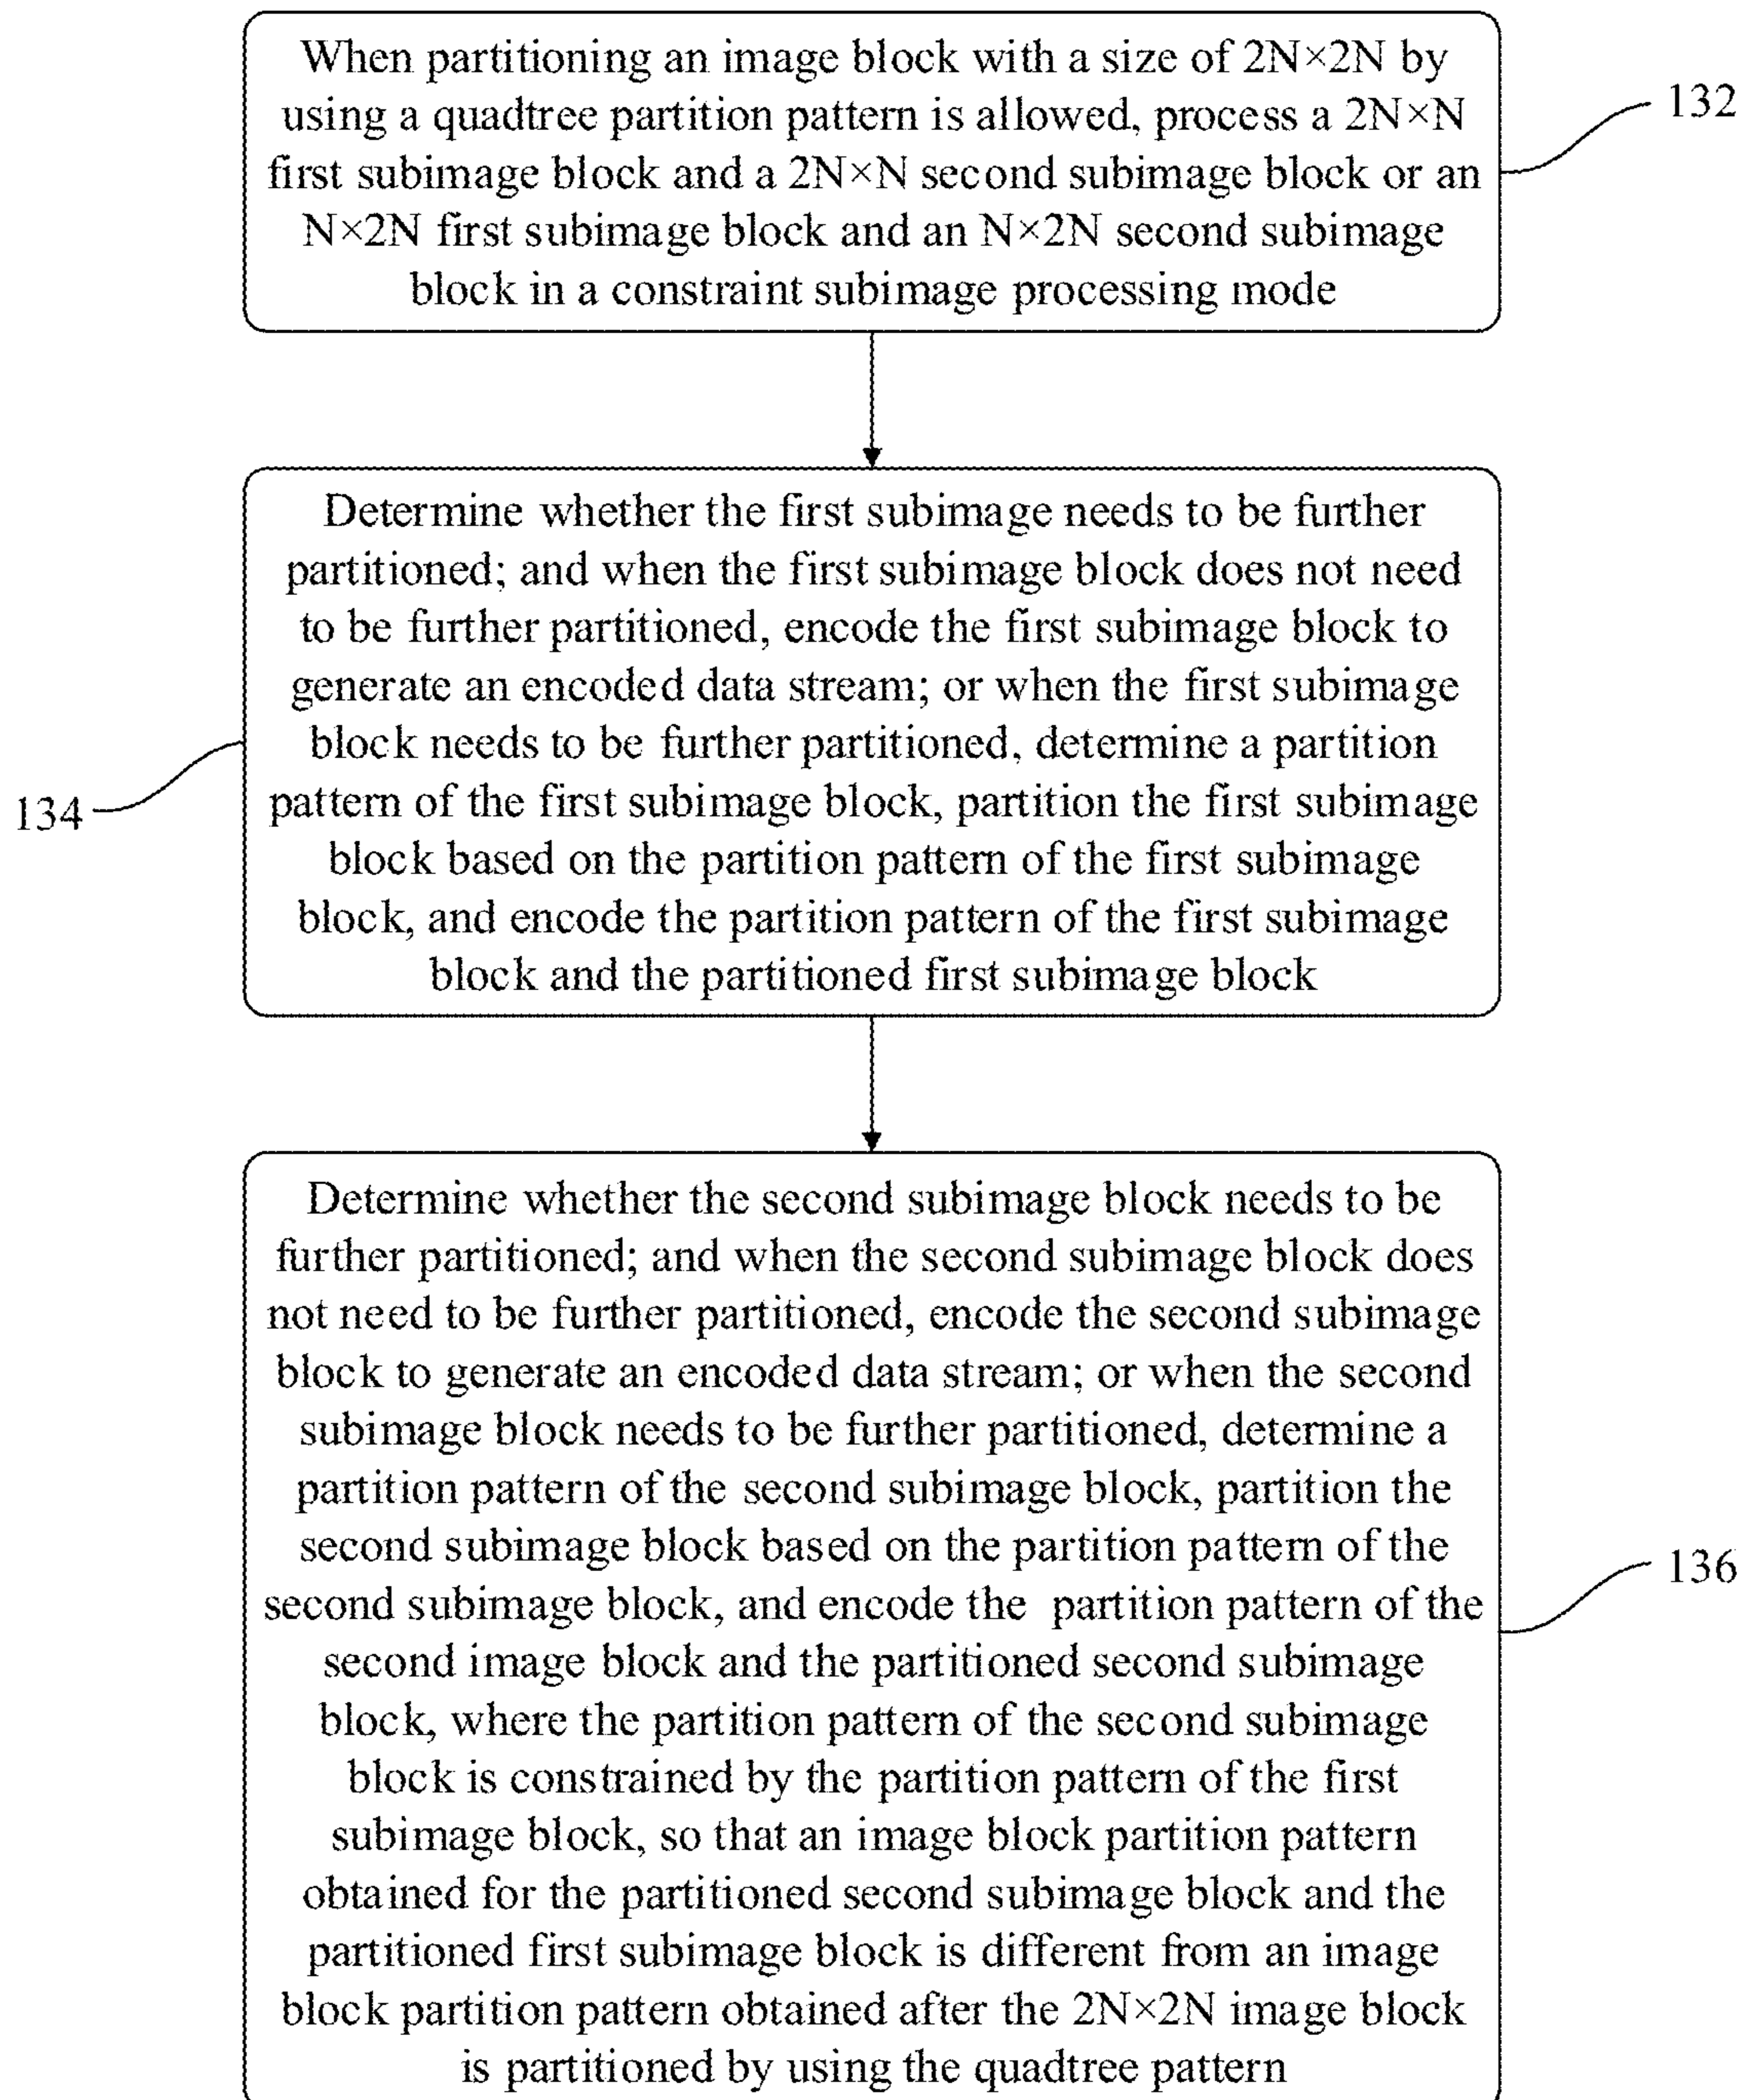 When partitioning an image block with a size of 2N×2N by
using a quadtree partition pattern is allowed, process a 2N×N
first subimage block and a 2N×N second subimage block or an
N×2N first subimage block and an N×2N second subimage
block in a constraint subimage processing mode
132
Determine whether the first subimage needs to be further
partitioned; and when the first subimage block does not need
to be further partitioned, encode the first subimage block to
generate an encoded data stream; or when the first subimage
block needs to be further partitioned, determine a partition
pattern of the first subimage block, partition the first subimage
block based on the partition pattern of the first subimage
block, and encode the partition pattern of the first subimage
block and the partitioned first subimage block
134
Determine whether the second subimage block needs to be
further partitioned; and when the second subimage block does
not need to be further partitioned, encode the second subimage
block to generate an encoded data stream; or when the second
subimage block needs to be further partitioned, determine a
partition pattern of the second subimage block, partition the
second subimage block based on the partition pattern of the
second subimage block, and encode the partition pattern of the
second image block and the partitioned second subimage
block, where the partition pattern of the second subimage
block is constrained by the partition pattern of the first
subimage block, so that an image block partition pattern
obtained for the partitioned second subimage block and the
partitioned first subimage block is different from an image
block partition pattern obtained after the 2N×2N image block
is partitioned by using the quadtree pattern
136